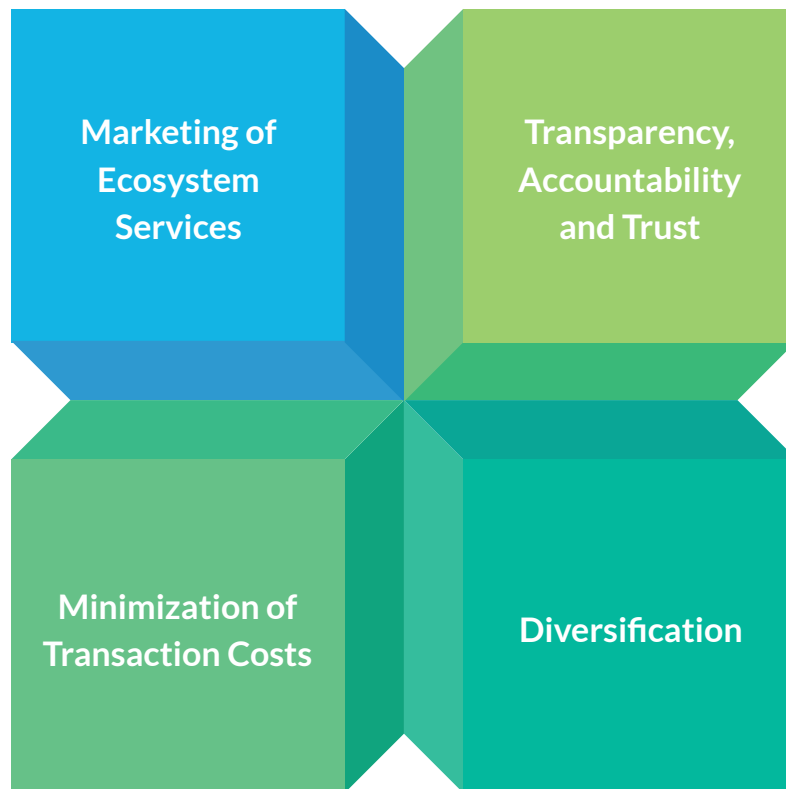 Marketing of
Ecosystem
Services
Transparency,
Accountability
and Trust
Minimization of
Transaction Costs
Diversification